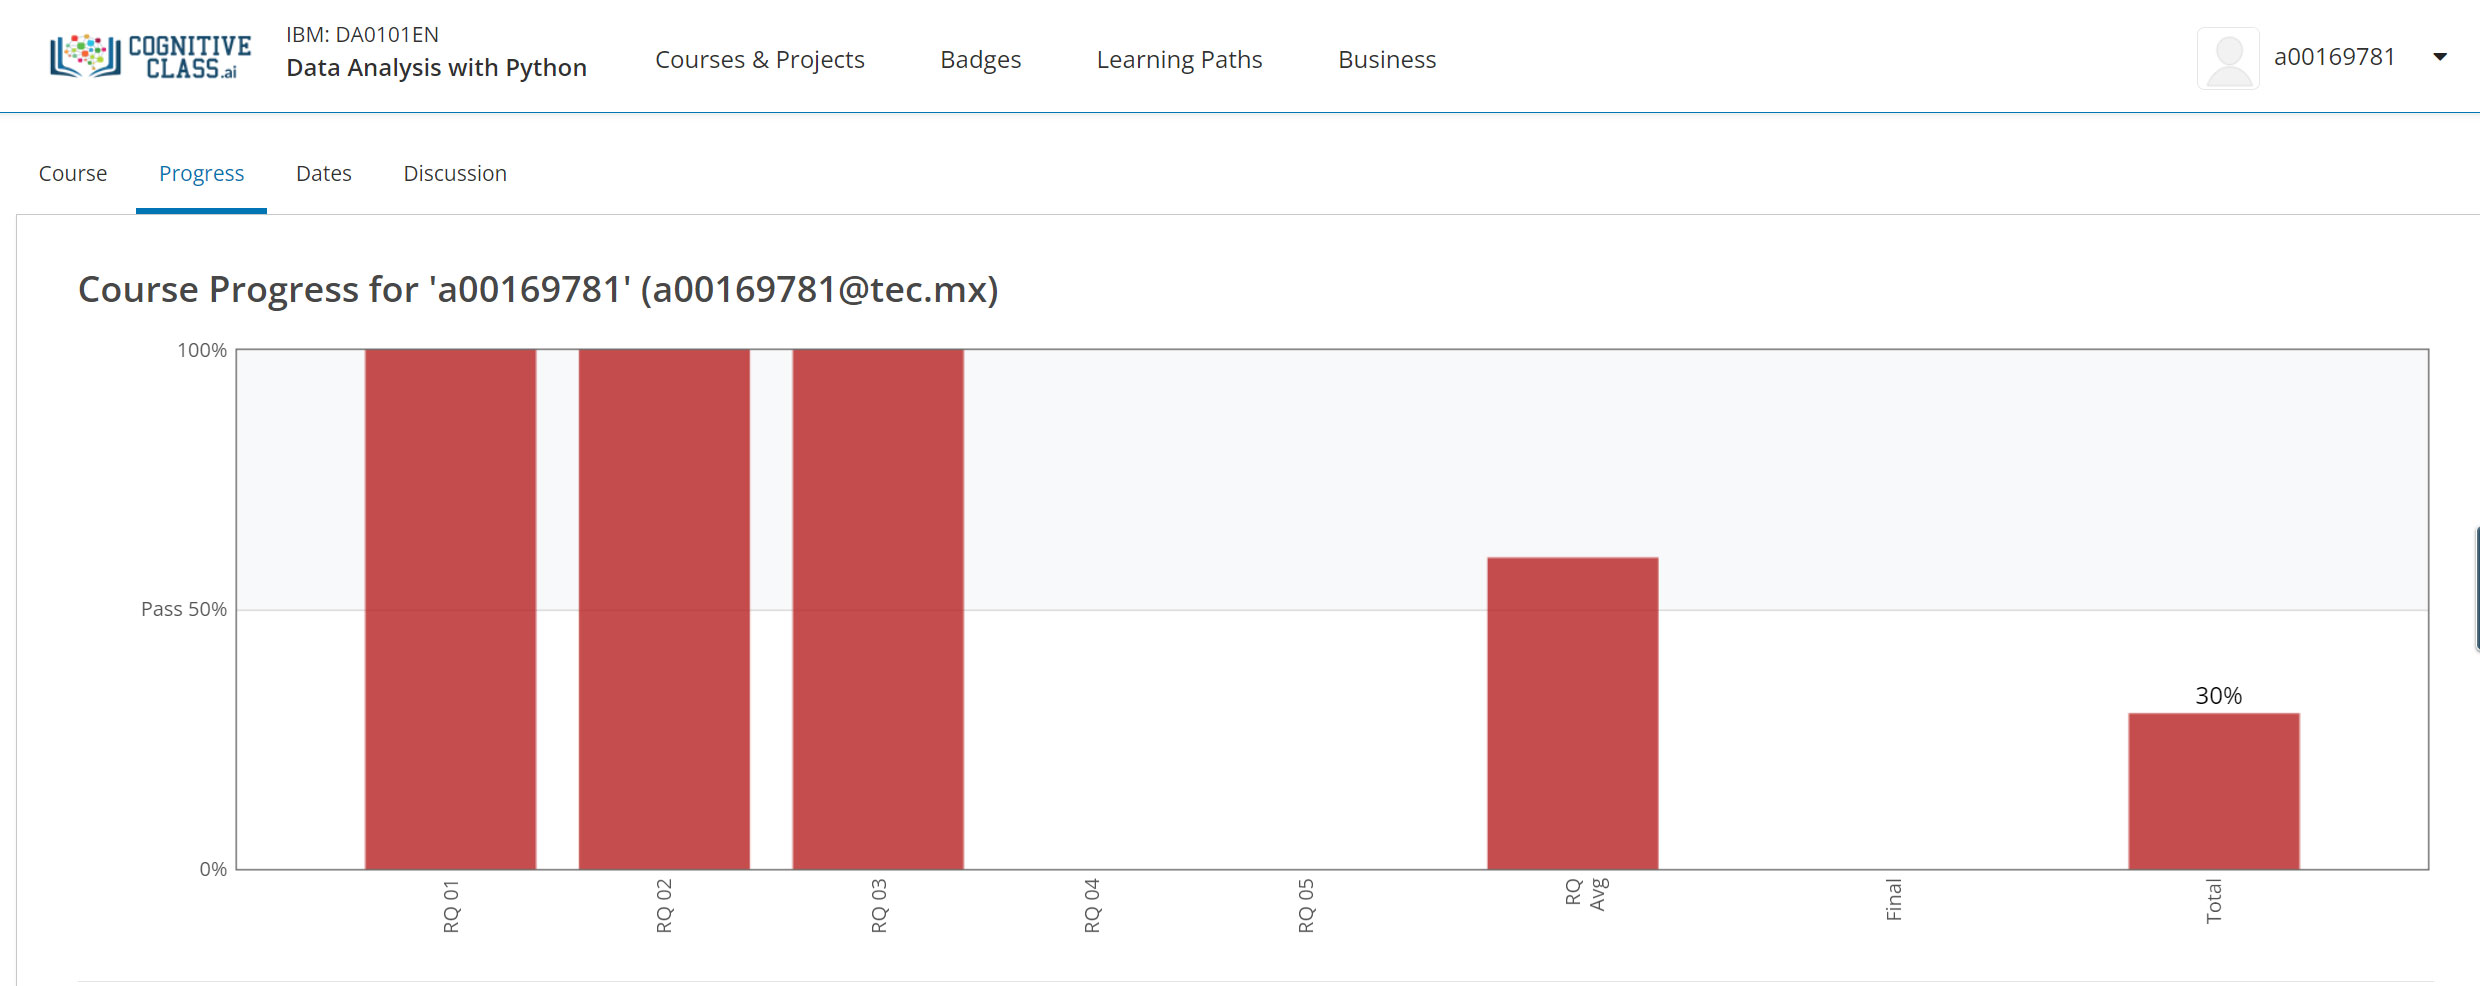 COGNITIVE
CLASS.ai
IBM: DA0101EN
Data Analysis with Python
Courses & Projects
Badges
Learning Paths
Business
a00169781
Course
Progress
Dates
Discussion
Course Progress for 'a00169781' (a00169781@tec.mx)
100%
Pass 50%
30%
0%
RQ 01
RQ 02
RQ 03
RQ 04
RQ 05
RQ
Avg
Final
Total